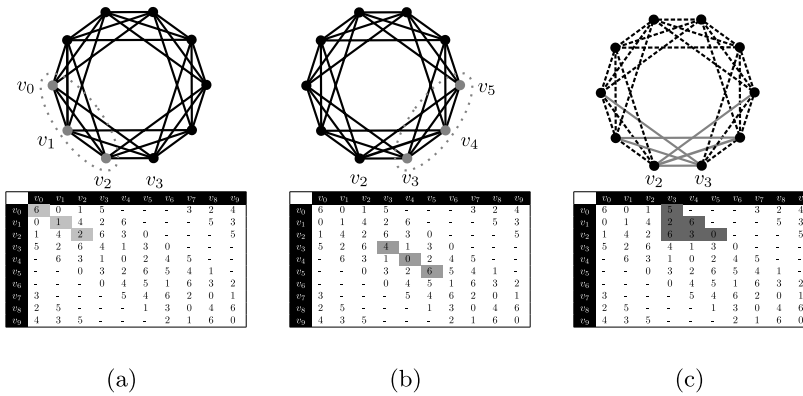 v0
v1
v2
v3
v0 v1 v2 v3 v4 v5 v6 v7 v8 v9
v0 6 0 1 5 - - - 3 2 4
v1 0 1 4 2 6 - - - 5 3
v2 1 4 2 6 3 0 - - - 5
v3 5 2 6 4 1 3 0 - - -
v4 - 6 3 1 0 2 4 5 - -
v5 - - 0 3 2 6 5 4 1 -
v6 - - - 0 4 5 1 6 3 2
v7 3 - - - 5 4 6 2 0 1
v8 2 5 - - - 1 3 0 4 6
v9 4 3 5 - - - 2 1 6 0
(a)
v5
v4
v2
v3
v0 v1 v2 v3 v4 v5 v6 v7 v8 v9
v0 6 0 1 5 - - - 3 2 4
v1 0 1 4 2 6 - - - 5 3
v2 1 4 2 6 3 0 - - - 5
v3 5 2 6 4 1 3 0 - - -
v4 - 6 3 1 0 2 4 5 - -
v5 - - 0 3 2 6 5 4 1 -
v6 - - - 0 4 5 1 6 3 2
v7 3 - - - 5 4 6 2 0 1
v8 2 5 - - - 1 3 0 4 6
v9 4 3 5 - - - 2 1 6 0
(b)
v2
v3
v0 v1 v2 v3 v4 v5 v6 v7 v8 v9
v0 6 0 1 5 - - - 3 2 4
v1 0 1 4 2 6 - - - 5 3
v2 1 4 2 6 3 0 - - - 5
v3 5 2 6 4 1 3 0 - - -
v4 - 6 3 1 0 2 4 5 - -
v5 - - 0 3 2 6 5 4 1 -
v6 - - - 0 4 5 1 6 3 2
v7 3 - - - 5 4 6 2 0 1
v8 2 5 - - - 1 3 0 4 6
v9 4 3 5 - - - 2 1 6 0
(c)